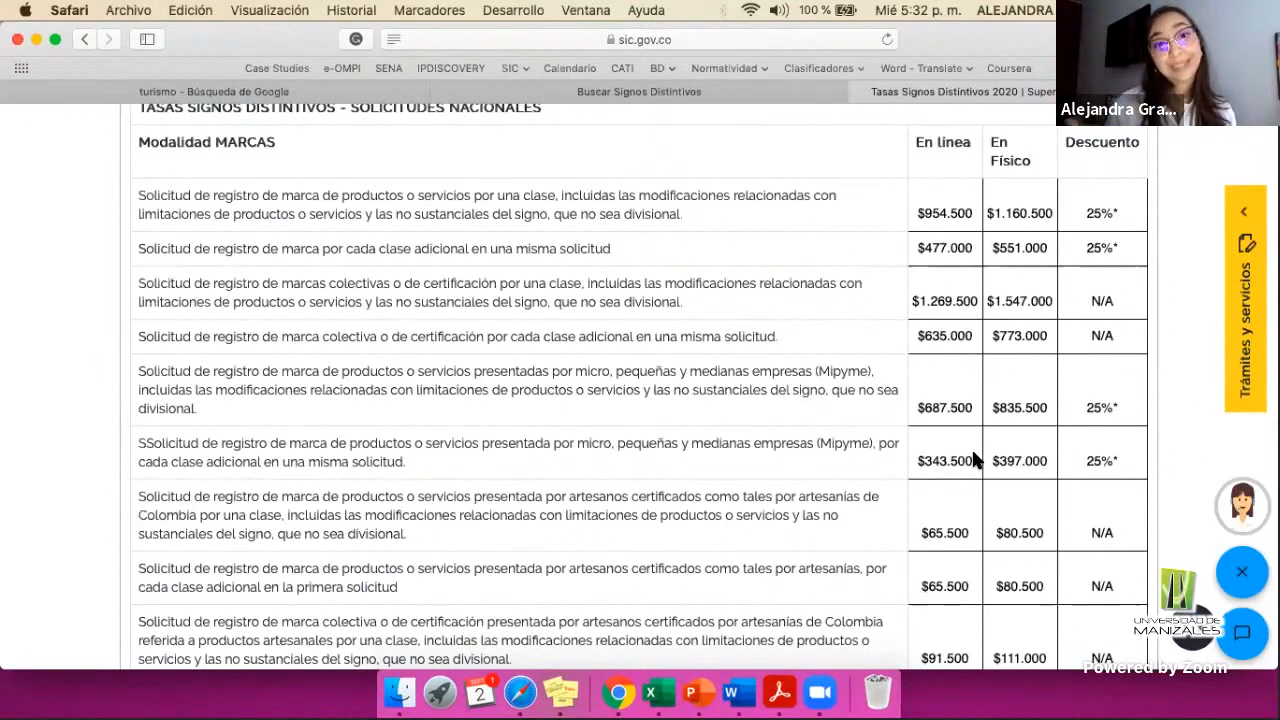 Safari Archivo Edición Visualización Historial Marcadores Desarrollo Ventana Ayuda 100 % Mié 5:32 p. m. ALEJANDRA
sic.gov.co
Case Studies e-OMPI SENA IPDISCOVERY SIC Calendario CATI BD Normatividad Clasificadores Word - Translate Coursera
turismo - Búsqueda de Google Buscar Signos Distintivos Tasas Signos Distintivos 2020 | Super
Alejandra Gra...
TASAS SIGNOS DISTINTIVOS - SOLICITUDES NACIONALES
Modalidad MARCAS En línea En Físico Descuento
Solicitud de registro de marca de productos o servicios por una clase, incluidas las modificaciones relacionadas con
limitaciones de productos o servicios y las no sustanciales del signo, que no sea divisional. $954.500 $1.160.500 25%*
Solicitud de registro de marca por cada clase adicional en una misma solicitud $477.000 $551.000 25%*
Solicitud de registro de marcas colectivas o de certificación por una clase, incluidas las modificaciones relacionadas con
limitaciones de productos o servicios y las no sustanciales del signo, que no sea divisional. $1.269.500 $1.547.000 N/A
Solicitud de registro de marca colectiva o de certificación por cada clase adicional en una misma solicitud. $635.000 $773.000 N/A
Solicitud de registro de marca de productos o servicios presentadas por micro, pequeñas y medianas empresas (Mipyme),
incluidas las modificaciones relacionadas con limitaciones de productos o servicios y las no sustanciales del signo, que no sea
divisional. $687.500 $835.500 25%*
SSolicitud de registro de marca de productos o servicios presentada por micro, pequeñas y medianas empresas (Mipyme), por
cada clase adicional en una misma solicitud. $343.500 $397.000 25%*
Solicitud de registro de marca de productos o servicios presentada por artesanos certificados como tales por artesanías de
Colombia por una clase, incluidas las modificaciones relacionadas con limitaciones de productos o servicios y las no
sustanciales del signo, que no sea divisional. $65.500 $80.500 N/A
Solicitud de registro de marca de productos o servicios presentada por artesanos certificados como tales por artesanías, por
cada clase adicional en la primera solicitud $65.500 $80.500 N/A
Solicitud de registro de marca colectiva o de certificación presentada por artesanos certificados por artesanías de Colombia
referida a productos artesanales por una clase, incluidas las modificaciones relacionadas con limitaciones de productos o
servicios y las no sustanciales del signo, que no sea divisional. $91.500 $111.000 N/A
Trámites y servicios
UNIVERSIDAD DE
MANIZALES
Powered by Zoom
SEPT. 2 1